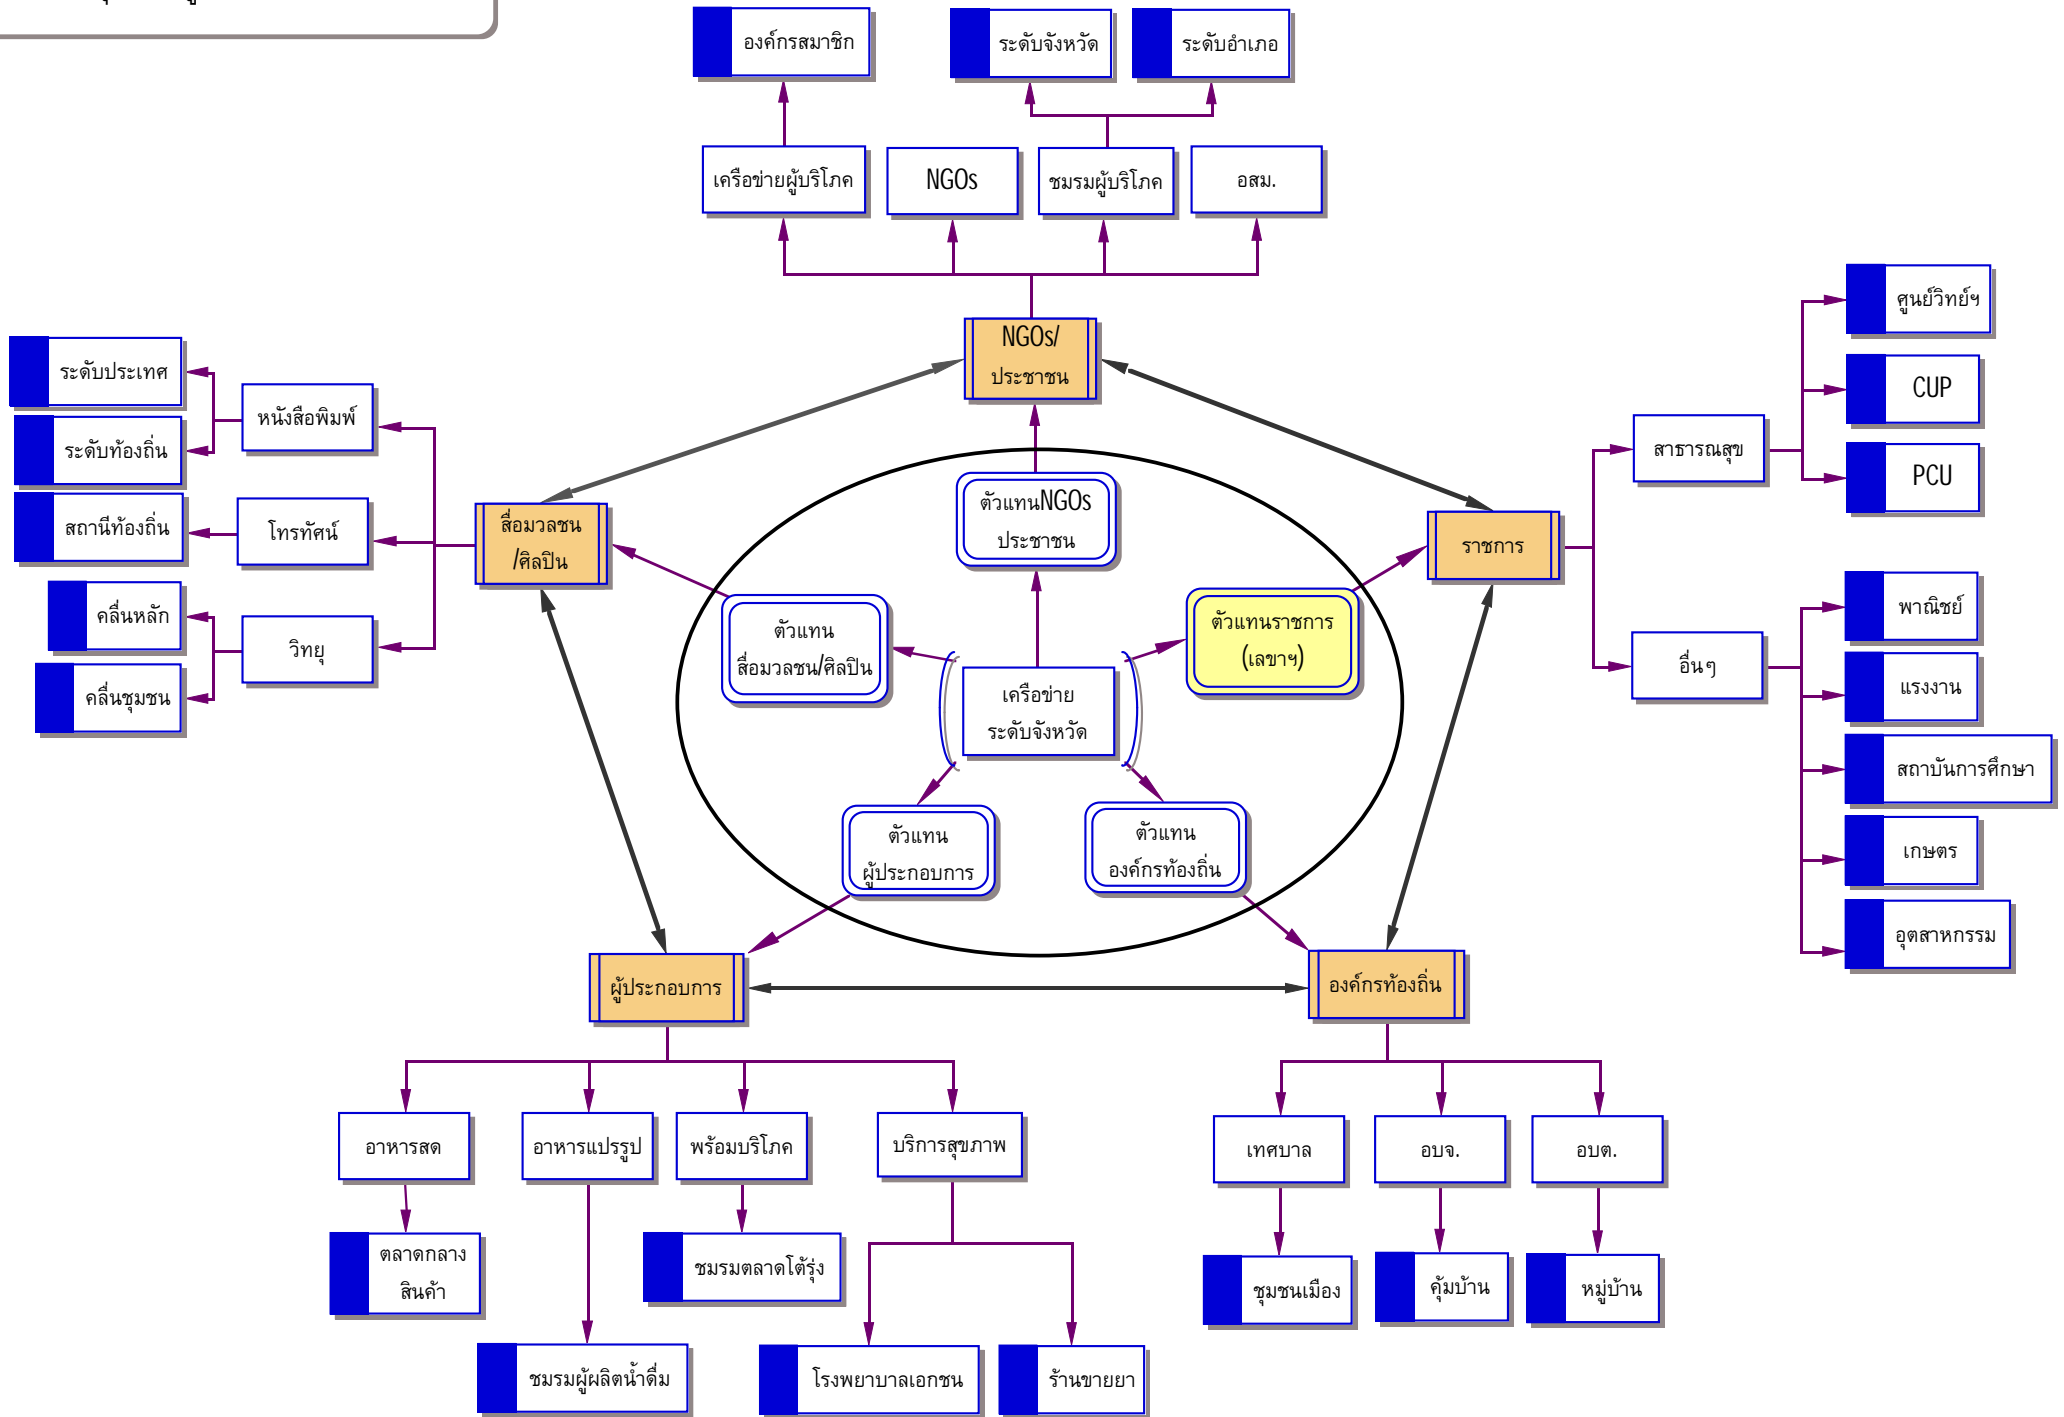 องค์กรสมาชิก
ระดับจังหวัด
ระดับอำเภอ
เครือข่ายผู้บริโภค
NGOs
ชมรมผู้บริโภค
อสม.
NGOs/
ประชาชน
ศูนย์วิทย์ฯ
CUP
PCU
สาธารณสุข
ระดับประเทศ
หนังสือพิมพ์
ระดับท้องถิ่น
สถานีท้องถิ่น
โทรทัศน์
คลื่นหลัก
วิทยุ
คลื่นชุมชน
สื่อมวลชน
/ศิลปิน
ตัวแทนNGOs
ประชาชน
ราชการ
ตัวแทน
สื่อมวลชน/ศิลปิน
ตัวแทนราชการ
(เลขาฯ)
เครือข่าย
ระดับจังหวัด
ตัวแทน
ผู้ประกอบการ
ตัวแทน
องค์กรท้องถิ่น
อื่นๆ
พาณิชย์
แรงงาน
สถาบันการศึกษา
เกษตร
อุตสาหกรรม
ผู้ประกอบการ
องค์กรท้องถิ่น
อาหารสด
อาหารแปรรูป
พร้อมบริโภค
บริการสุขภาพ
เทศบาล
อบจ.
อบต.
ตลาดกลาง
สินค้า
ชมรมตลาดโต้รุ่ง
ชุมชนเมือง
คุ้มบ้าน
หมู่บ้าน
ชมรมผู้ผลิตน้ำดื่ม
โรงพยาบาลเอกชน
ร้านขายยา